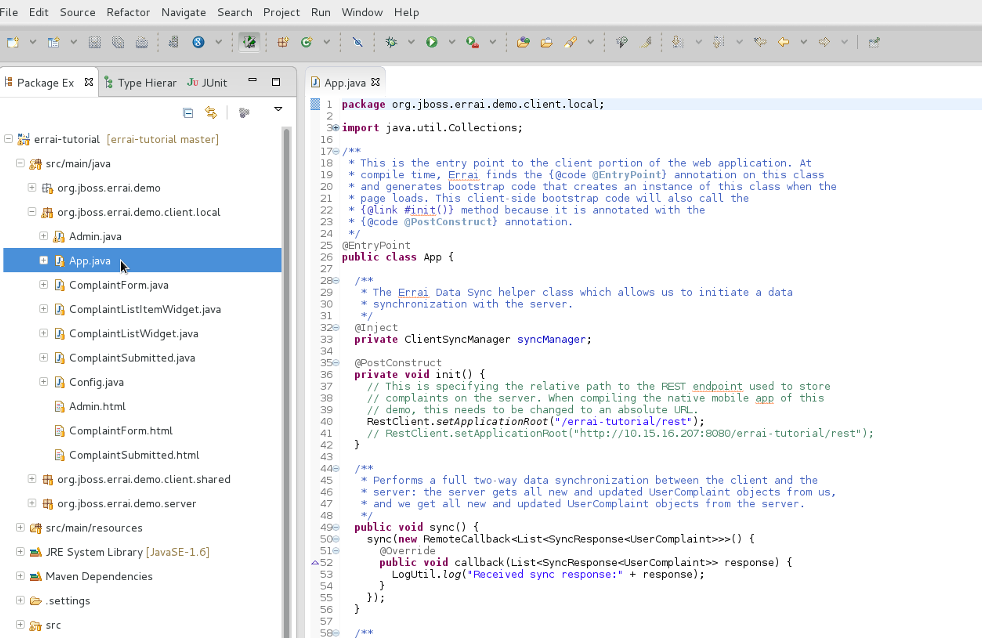 File Edit Source Refactor Navigate Search Project Run Window Help
Package Ex Type Hierar JU JUnit
App.java
errai-tutorial [errai-tutorial master]
src/main/java
org.jboss.errai.demo
org.jboss.errai.demo.client.local
Admin.java
App.java
ComplaintForm.java
ComplaintListItemWidget.java
ComplaintListWidget.java
ComplaintSubmitted.java
Config.java
Admin.html
ComplaintForm.html
ComplaintSubmitted.html
org.jboss.errai.demo.client.shared
org.jboss.errai.demo.server
src/main/resources
JRE System Library [JavaSE-1.6]
Maven Dependencies
.settings
src
1 package org.jboss.errai.demo.client.local;
2
3 import java.util.Collections;
16
17 /**
18 * This is the entry point to the client portion of the web application. At
19 * compile time, Errai finds the {@code @EntryPoint} annotation on this class
20 * and generates bootstrap code that creates an instance of this class when the
21 * page loads. This client-side bootstrap code will also call the
22 * {@link #init()} method because it is annotated with the
23 * {@code @PostConstruct} annotation.
24 */
25 @EntryPoint
26 public class App {
27
28 /**
29 * The Errai Data Sync helper class which allows us to initiate a data
30 * synchronization with the server.
31 */
32 @Inject
33 private ClientSyncManager syncManager;
34
35 @PostConstruct
36 private void init() {
37 // This is specifying the relative path to the REST endpoint used to store
38 // complaints on the server. When compiling the native mobile app of this
39 // demo, this needs to be changed to an absolute URL.
40 RestClient.setApplicationRoot("/errai-tutorial/rest");
41 // RestClient.setApplicationRoot("http://10.15.16.207:8080/errai-tutorial/rest");
42 }
43
44 /**
45 * Performs a full two-way data synchronization between the client and the
46 * server: the server gets all new and updated UserComplaint objects from us,
47 * and we get all new and updated UserComplaint objects from the server.
48 */
49 public void sync() {
50 sync(new RemoteCallback<List<SyncResponse<UserComplaint>>>() {
51 @Override
52 public void callback(List<SyncResponse<UserComplaint>> response) {
53 LogUtil.log("Received sync response:" + response);
54 }
55 });
56 }
57
58 /**